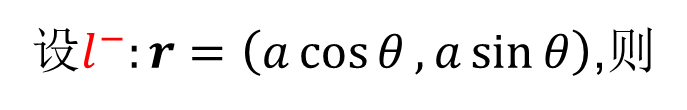 设l⁻: r = (a cos θ , a sin θ),则